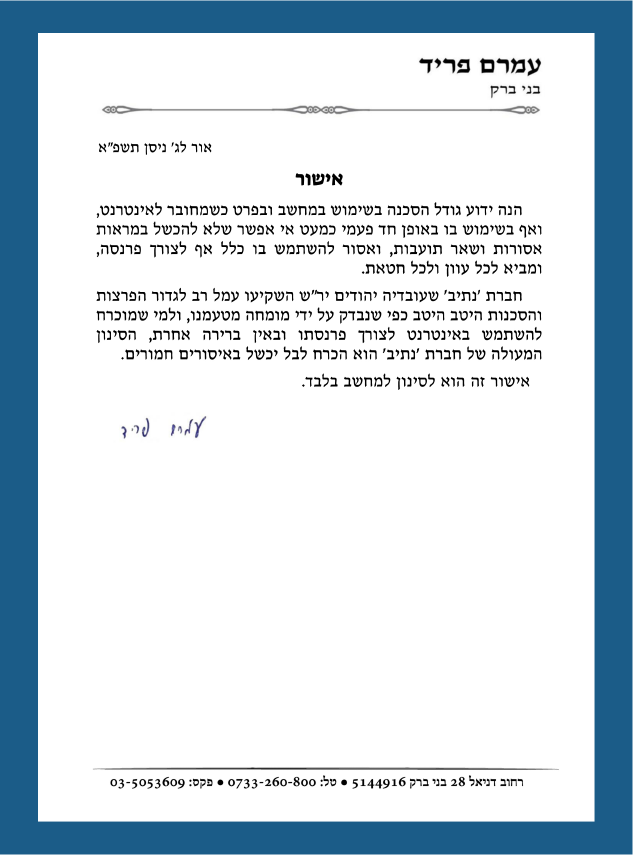 עמרם פריד
בני ברק
אור לג' ניסן תשפ"א
אישור
הנה ידוע גודל הסכנה בשימוש במחשב ובפרט כשמחובר לאינטרנט,
ואף בשימוש בו באופן חד פעמי כמעט אי אפשר שלא להכשל במראות
אסורות ושאר תועבות, ואסור להשתמש בו כלל אף לצורך פרנסה,
ומביא לכל עוון ולכל חטאת.
חברת 'נתיב' שעובדיה יהודים יר"ש השקיעו עמל רב לגדור הפרצות
והסכנות היטב היטב כפי שנבדק על ידי מומחה מטעמנו, ולמי שמוכרח
להשתמש באינטרנט לצורך פרנסתו ובאין ברירה אחרת, הסינון
המעולה של חברת 'נתיב' הוא הכרח לבל יכשל באיסורים חמורים.
אישור זה הוא לסינון למחשב בלבד.
עמרם פריד
רחוב דניאל 28 בני ברק 5144916 ● טל: 0733-260-800 ● פקס: 03-5053609